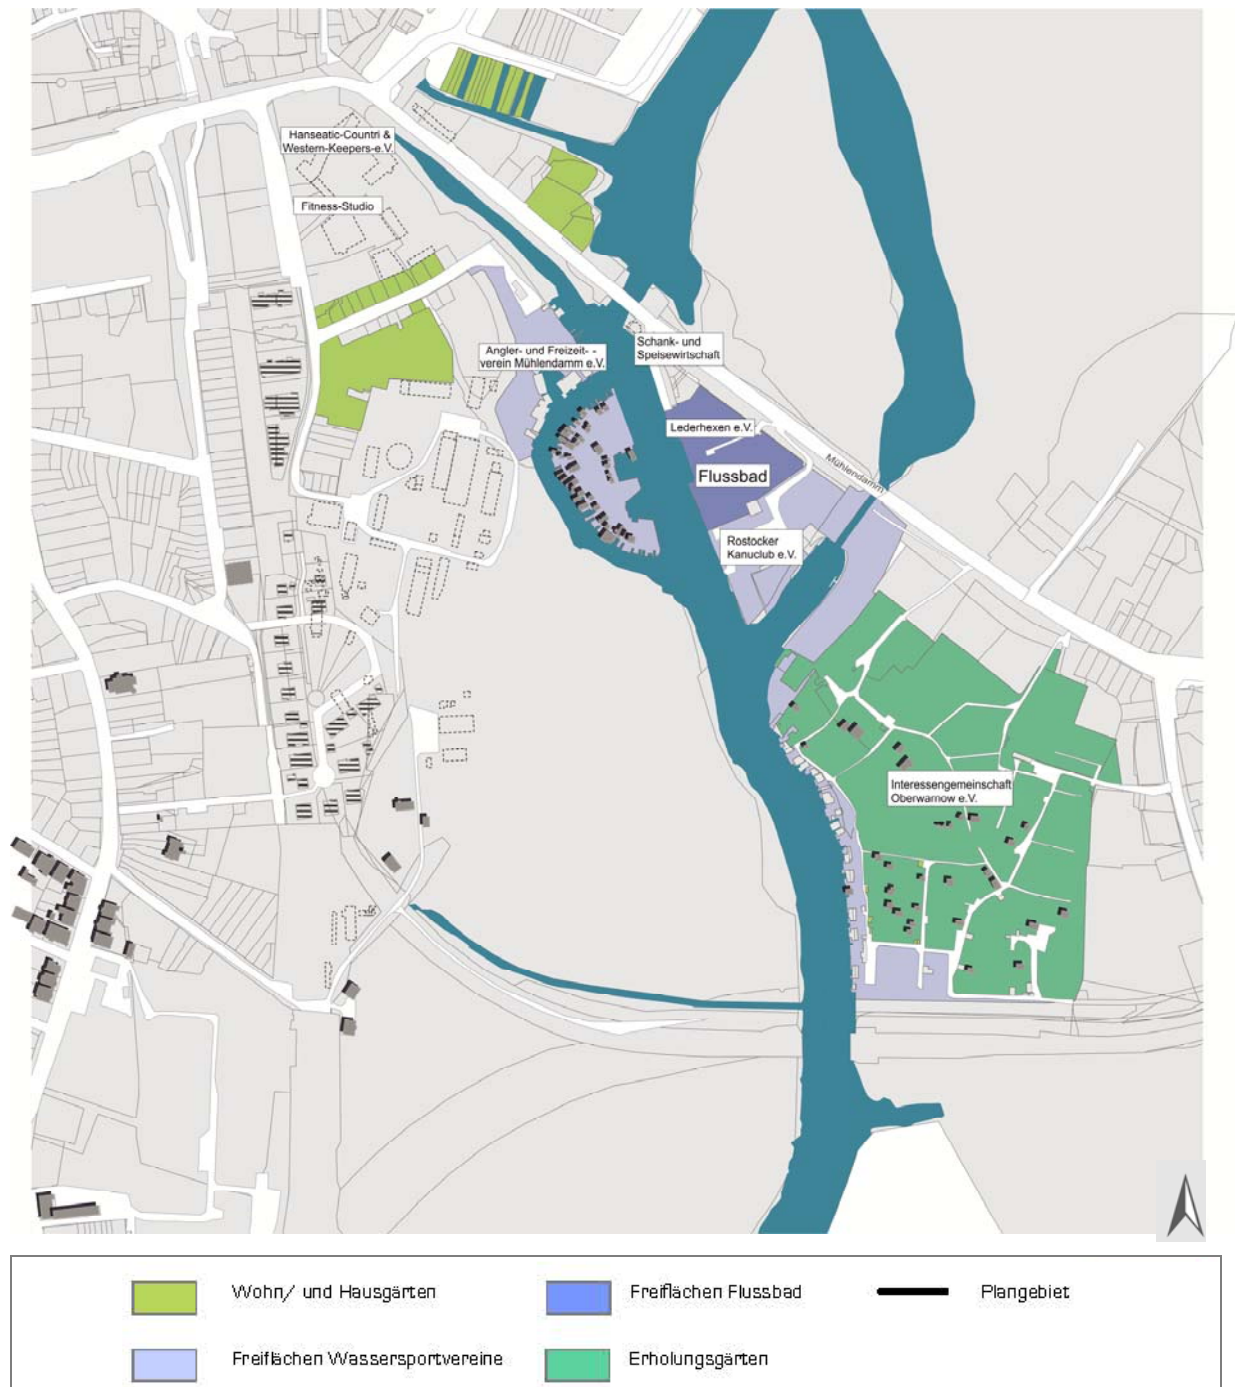 Hanseatic-Countri &
Western-Keepers-e.V.
Fitness-Studio
Angler- und Freizeit- -
verein Mühlendamm e.V.
Schank- und
Speisewirtschaft
Lederhexen e.V.
Flussbad
Mühlendamm
Rostocker
Kanuclub e.V.
Interessengemeinschaft
Oberwarnow e.V.
Wohn/ und Hausgärten
Freiflächen Flussbad
Plangebiet
Freiflächen Wassersportvereine
Erholungsgärten